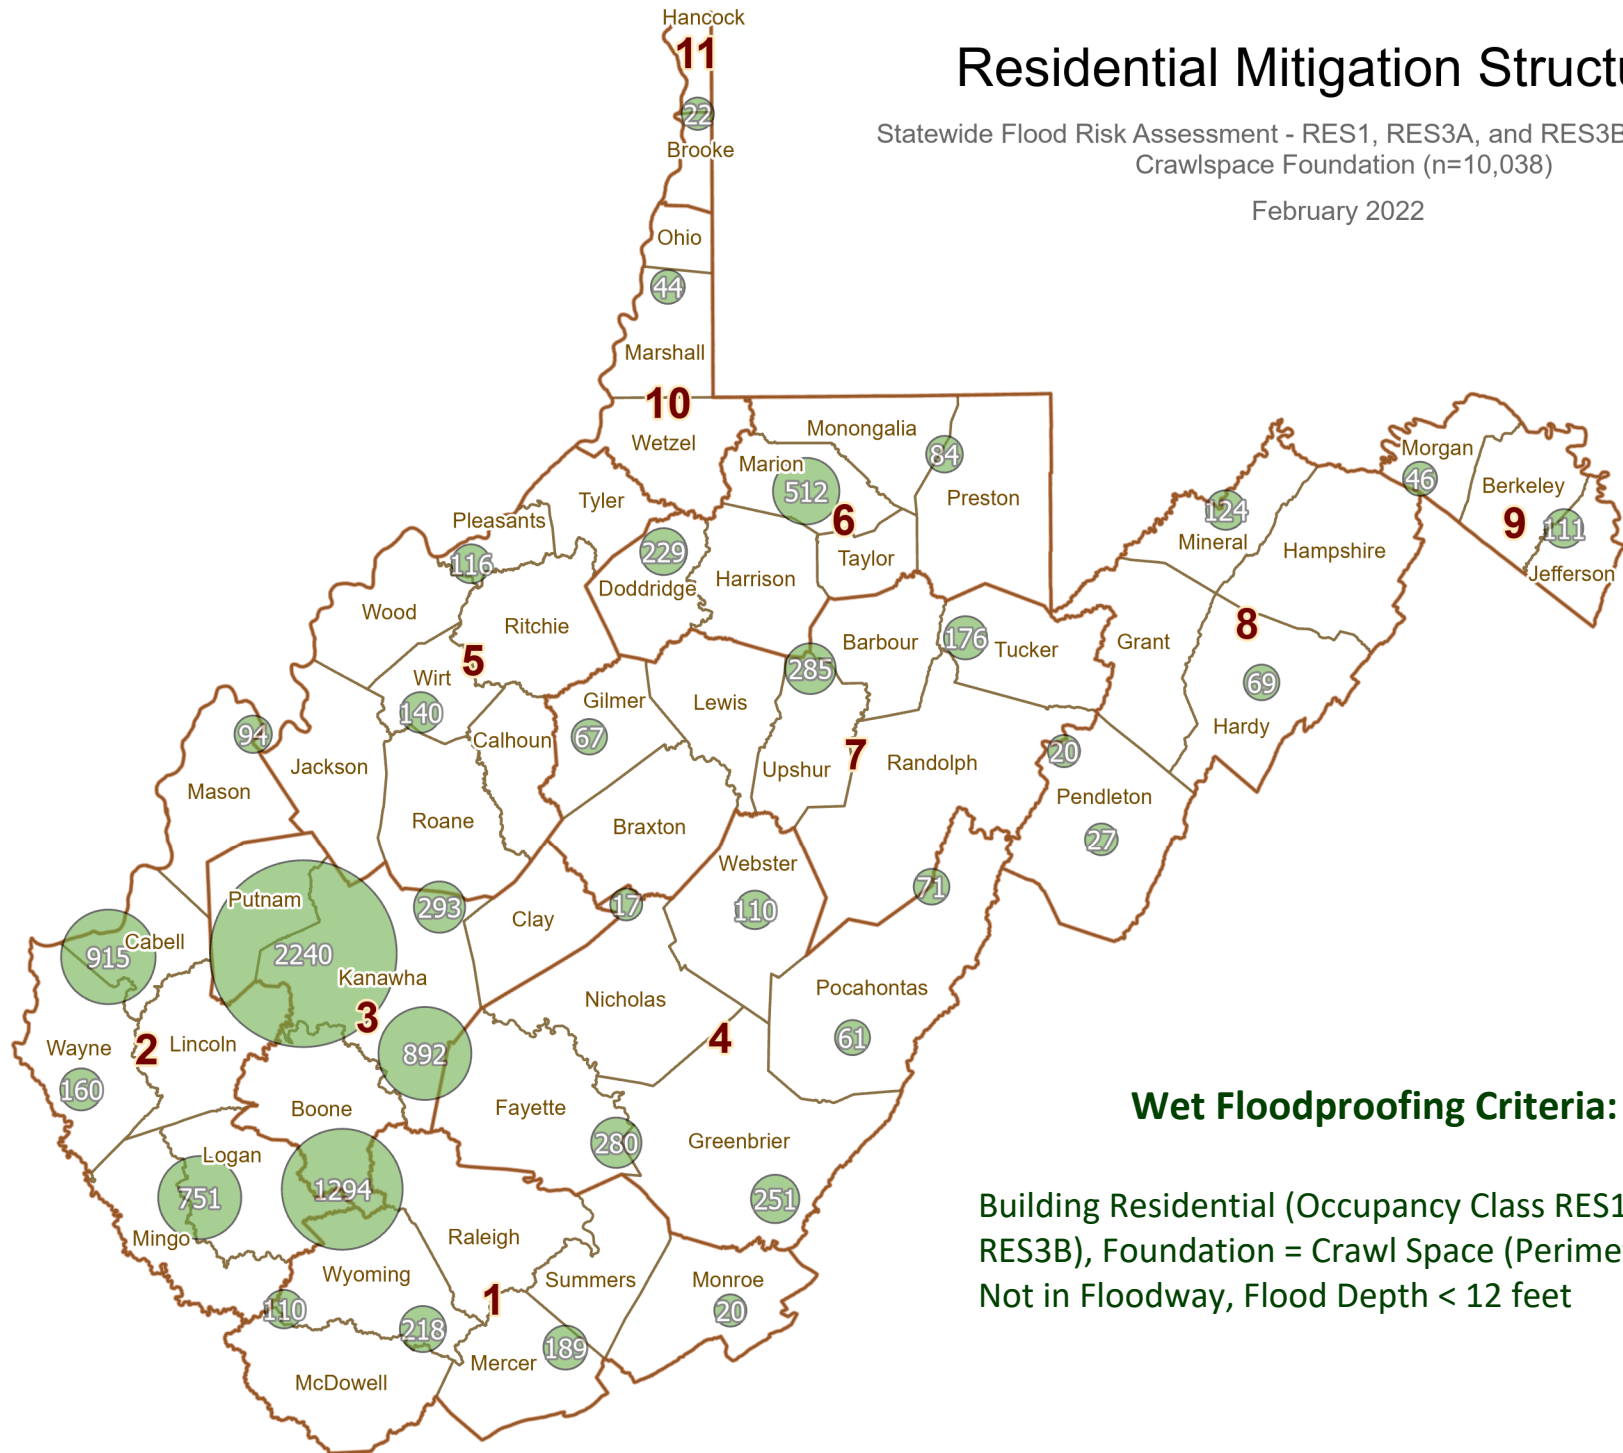 Hancock
11
Residential Mitigation Structu
22
Statewide Flood Risk Assessment - RES1, RES3A, and RES3B
Brooke
Crawlspace Foundation (n=10,038)
February 2022
Ohio
44
Marshall
10
Wetzel
Monongalia
84
Marion
512
6
Preston
Taylor
Harrison
Tyler
Pleasants
116
229
Doddridge
Wood
Ritchie
5
Wirt
140
Calhoun
Morgan
46
Berkeley
9
111
Jefferson
124
Mineral
Hampshire
8
Grant
69
Hardy
Barbour
176
Tucker
285
Gilmer
67
Lewis
Upshur
7
Randolph
20
Pendleton
27
94
Jackson
Mason
Roane
Braxton
Webster
110
71
Putnam
293
Clay
17
2240
Kanawha
3
915
Cabell
Nicholas
Pocahontas
61
4
892
Wayne
2
Lincoln
160
Boone
Fayette
280
Greenbrier
251
Wet Floodproofing Criteria:
Building Residential (Occupancy Class RES1
RES3B), Foundation = Crawl Space (Perime
Not in Floodway, Flood Depth < 12 feet
Logan
751
1294
Mingo
Raleigh
Wyoming
Summers
Monroe
20
1
110
218
189
Mercer
McDowell